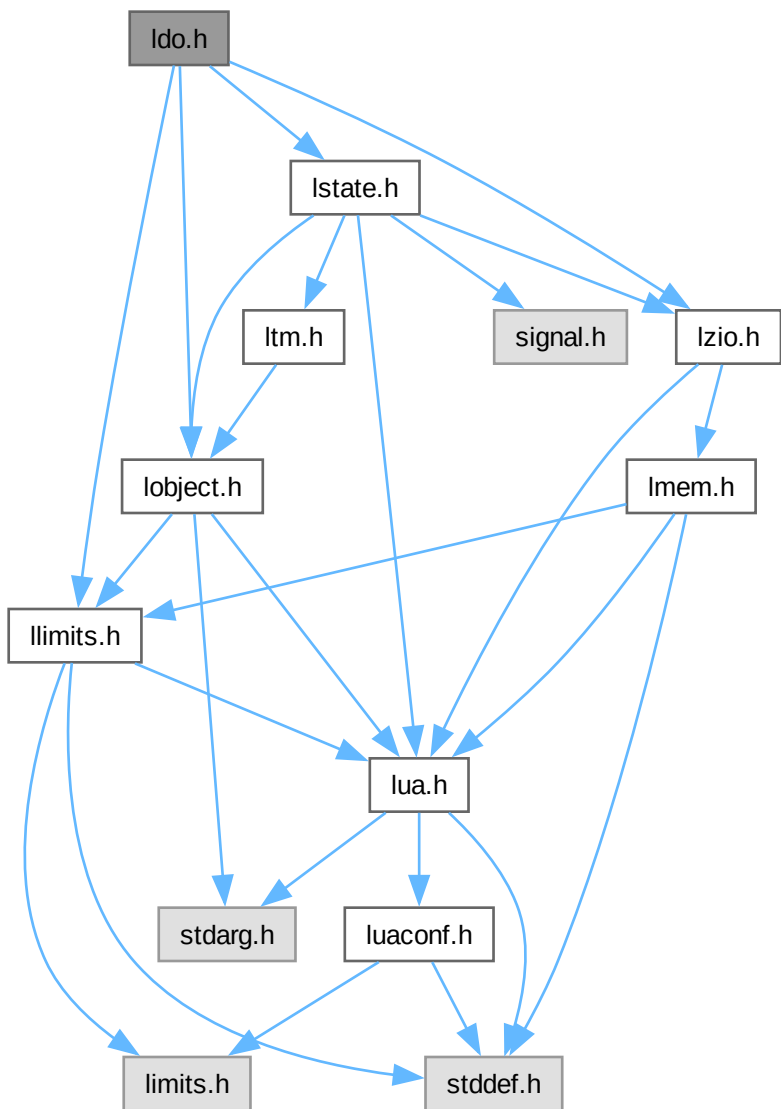 ldo.h
lstate.h
ltm.h
signal.h
lzio.h
lobject.h
lmem.h
llimits.h
lua.h
stdarg.h
luaconf.h
limits.h
stddef.h